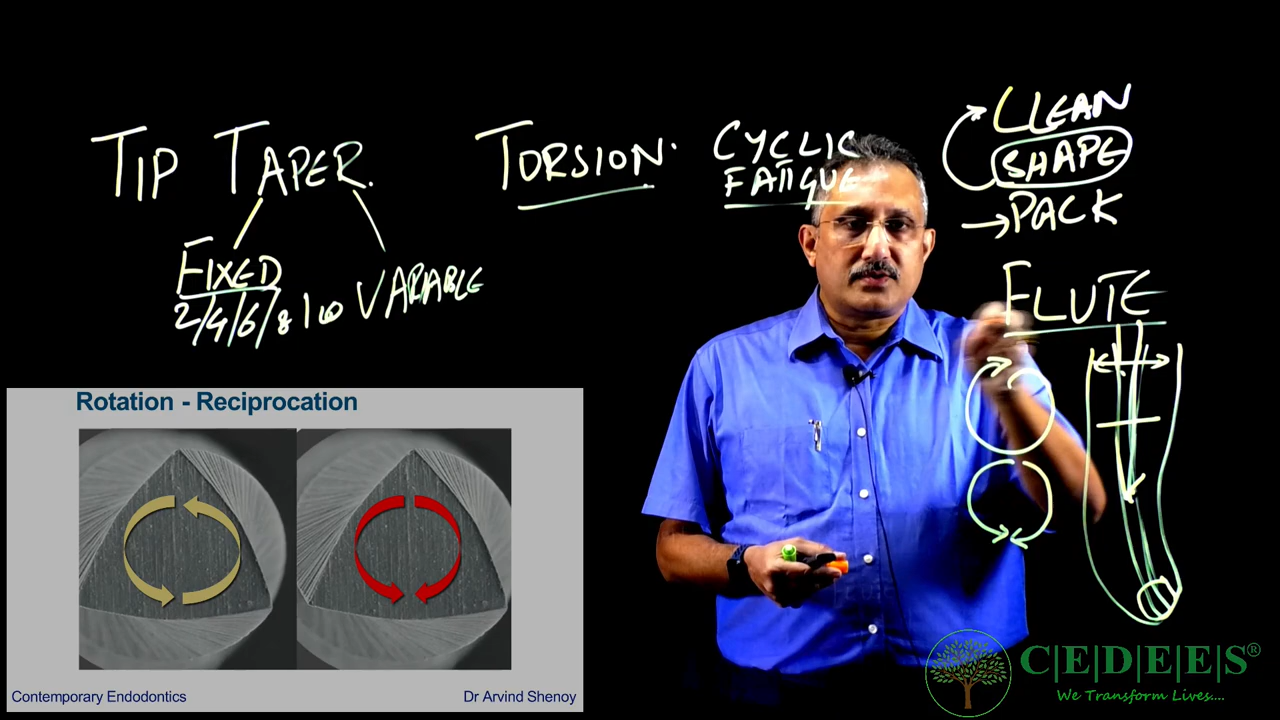 TIP TAPER.
FIXED
2/4/6/8/10
VARIABLE
TORSION.
CYCLIC
FATIGUE
CLEAN
SHAPE
PACK
FLUTE
Rotation - Reciprocation
Contemporary Endodontics
Dr Arvind Shenoy
C|E|D|E|E|S®
We Transform Lives....